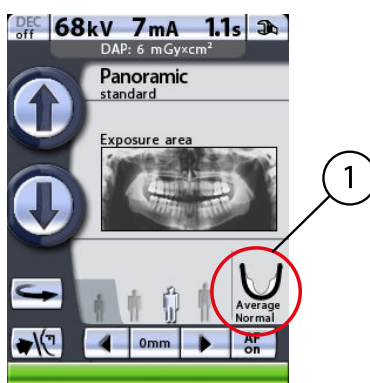 DEC off 68kV 7mA 1.1s
DAP: 6 mGy×cm²
Panoramic
standard
Exposure area
1
Average
Normal
0mm
AF
on